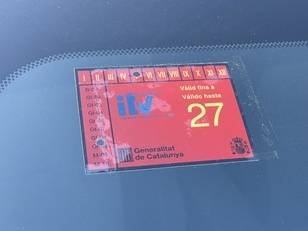 I II III IV VI VII VIII IX X XI XII
itv
Vàlid fins a
Válido hasta
27
Generalitat
de Catalunya